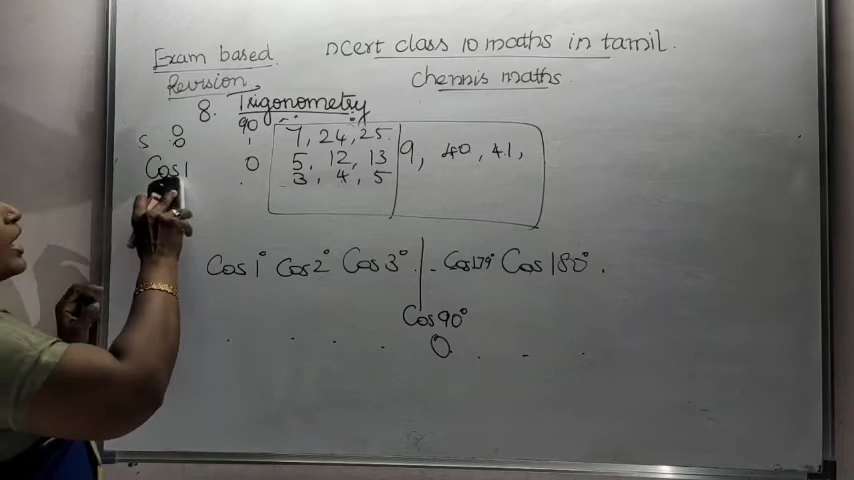 Exam based
Revision
ncert class 10 maths in tamil.
Chennis maths
8. Trigonometry
0 90
S 0 1
Cos 1 0
7, 24, 25
5, 12, 13
3, 4, 5
9, 40, 41,
Cos 1° Cos 2° Cos 3° . . Cos 179° Cos 180° .
Cos 90°
0